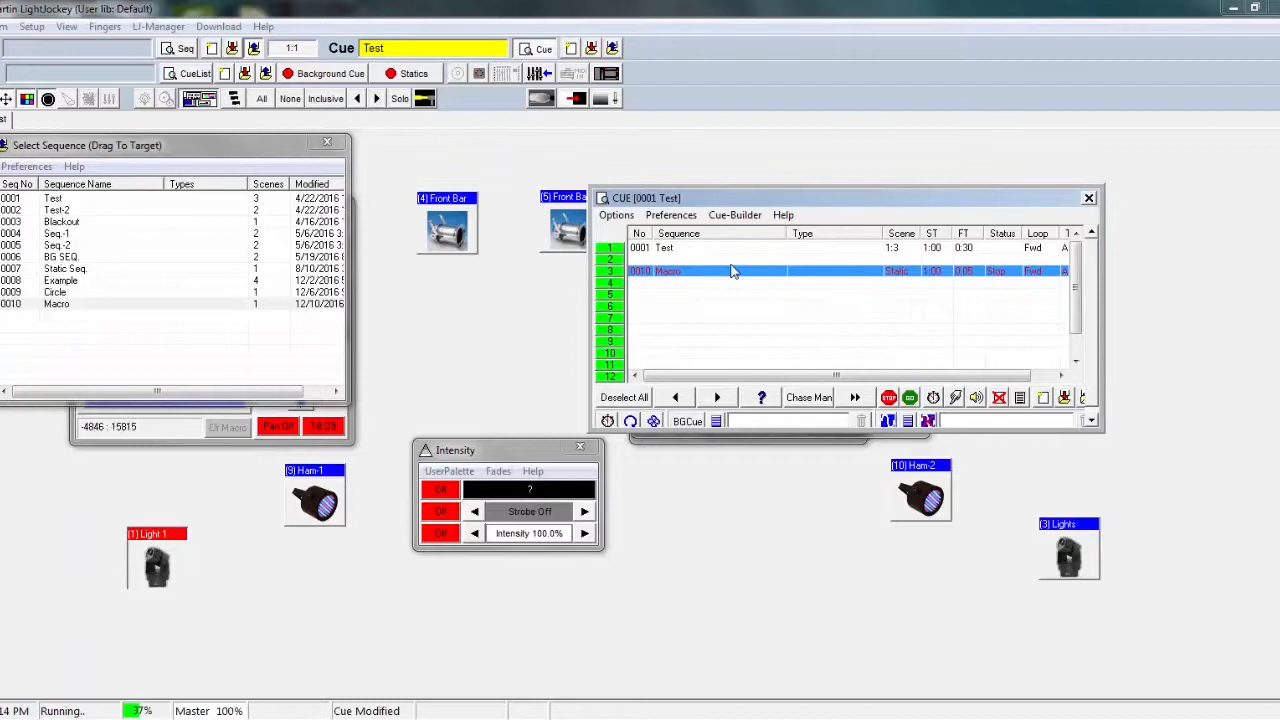 artin LightJockey (User lib: Default)
m Setup View Fingers LJ-Manager Download Help
Seq 1:1 Cue Test Cue
CueList Background Cue Statics
All None Inclusive Solo
st
Select Sequence (Drag To Target)
Preferences Help
Seq No Sequence Name Types Scenes Modified
0001 Test 3 4/22/2016
0002 Test-2 2 4/22/2016
0003 Blackout 1 4/22/2016
0004 Seq.-1 2 5/6/2016 3:
0005 Seq.-2 2 5/6/2016 3:
0006 BG SEQ. 2 5/19/2016
0007 Static Seq. 1 8/10/2016
0008 Example 4 12/2/2016
0009 Circle 1 12/6/2016
0010 Macro 1 12/10/2016
-4846 : 15815 Clr Macro Pan Off Tilt Off
(4) Front Bar
(5) Front Ba
CUE [0001 Test]
Options Preferences Cue-Builder Help
No Sequence Type Scene ST FT Status Loop T
1 0001 Test 1:3 1:00 0:30 Fwd A
2
3 0010 Macro Static 1:00 0:05 Stop Fwd A
4
5
6
7
8
9
10
11
12
Deselect All ? Chase Man STOP GO
BGCue
Intensity
UserPalette Fades Help
Off ?
Off Strobe Off
Off Intensity 100.0%
(9) Ham-1
(10) Ham-2
(1) Light 1
(3) Lights
14 PM Running.. 37% Master 100% Cue Modified